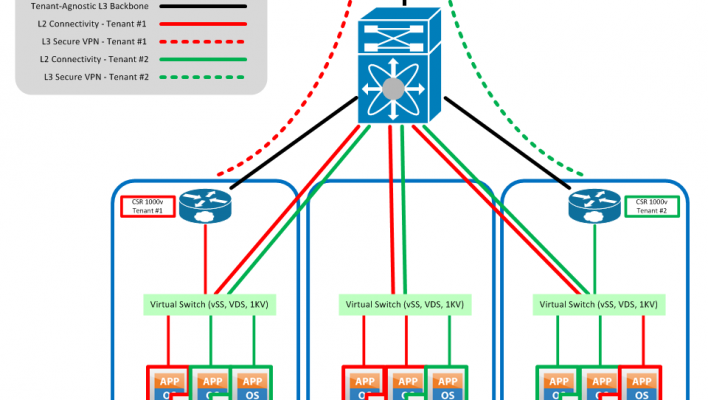 Tenant-Agnostic L3 Backbone
L2 Connectivity - Tenant #1
L3 Secure VPN - Tenant #1
L2 Connectivity - Tenant #2
L3 Secure VPN - Tenant #2
CSR 1000v
Tenant #1
CSR 1000v
Tenant #2
Virtual Switch (vSS, VDS, 1KV)
Virtual Switch (vSS, VDS, 1KV)
Virtual Switch (vSS, VDS, 1KV)
APP
APP
APP
APP
APP
APP
APP
APP
APP
OS
OS
OS
OS
OS
OS
OS
OS
OS